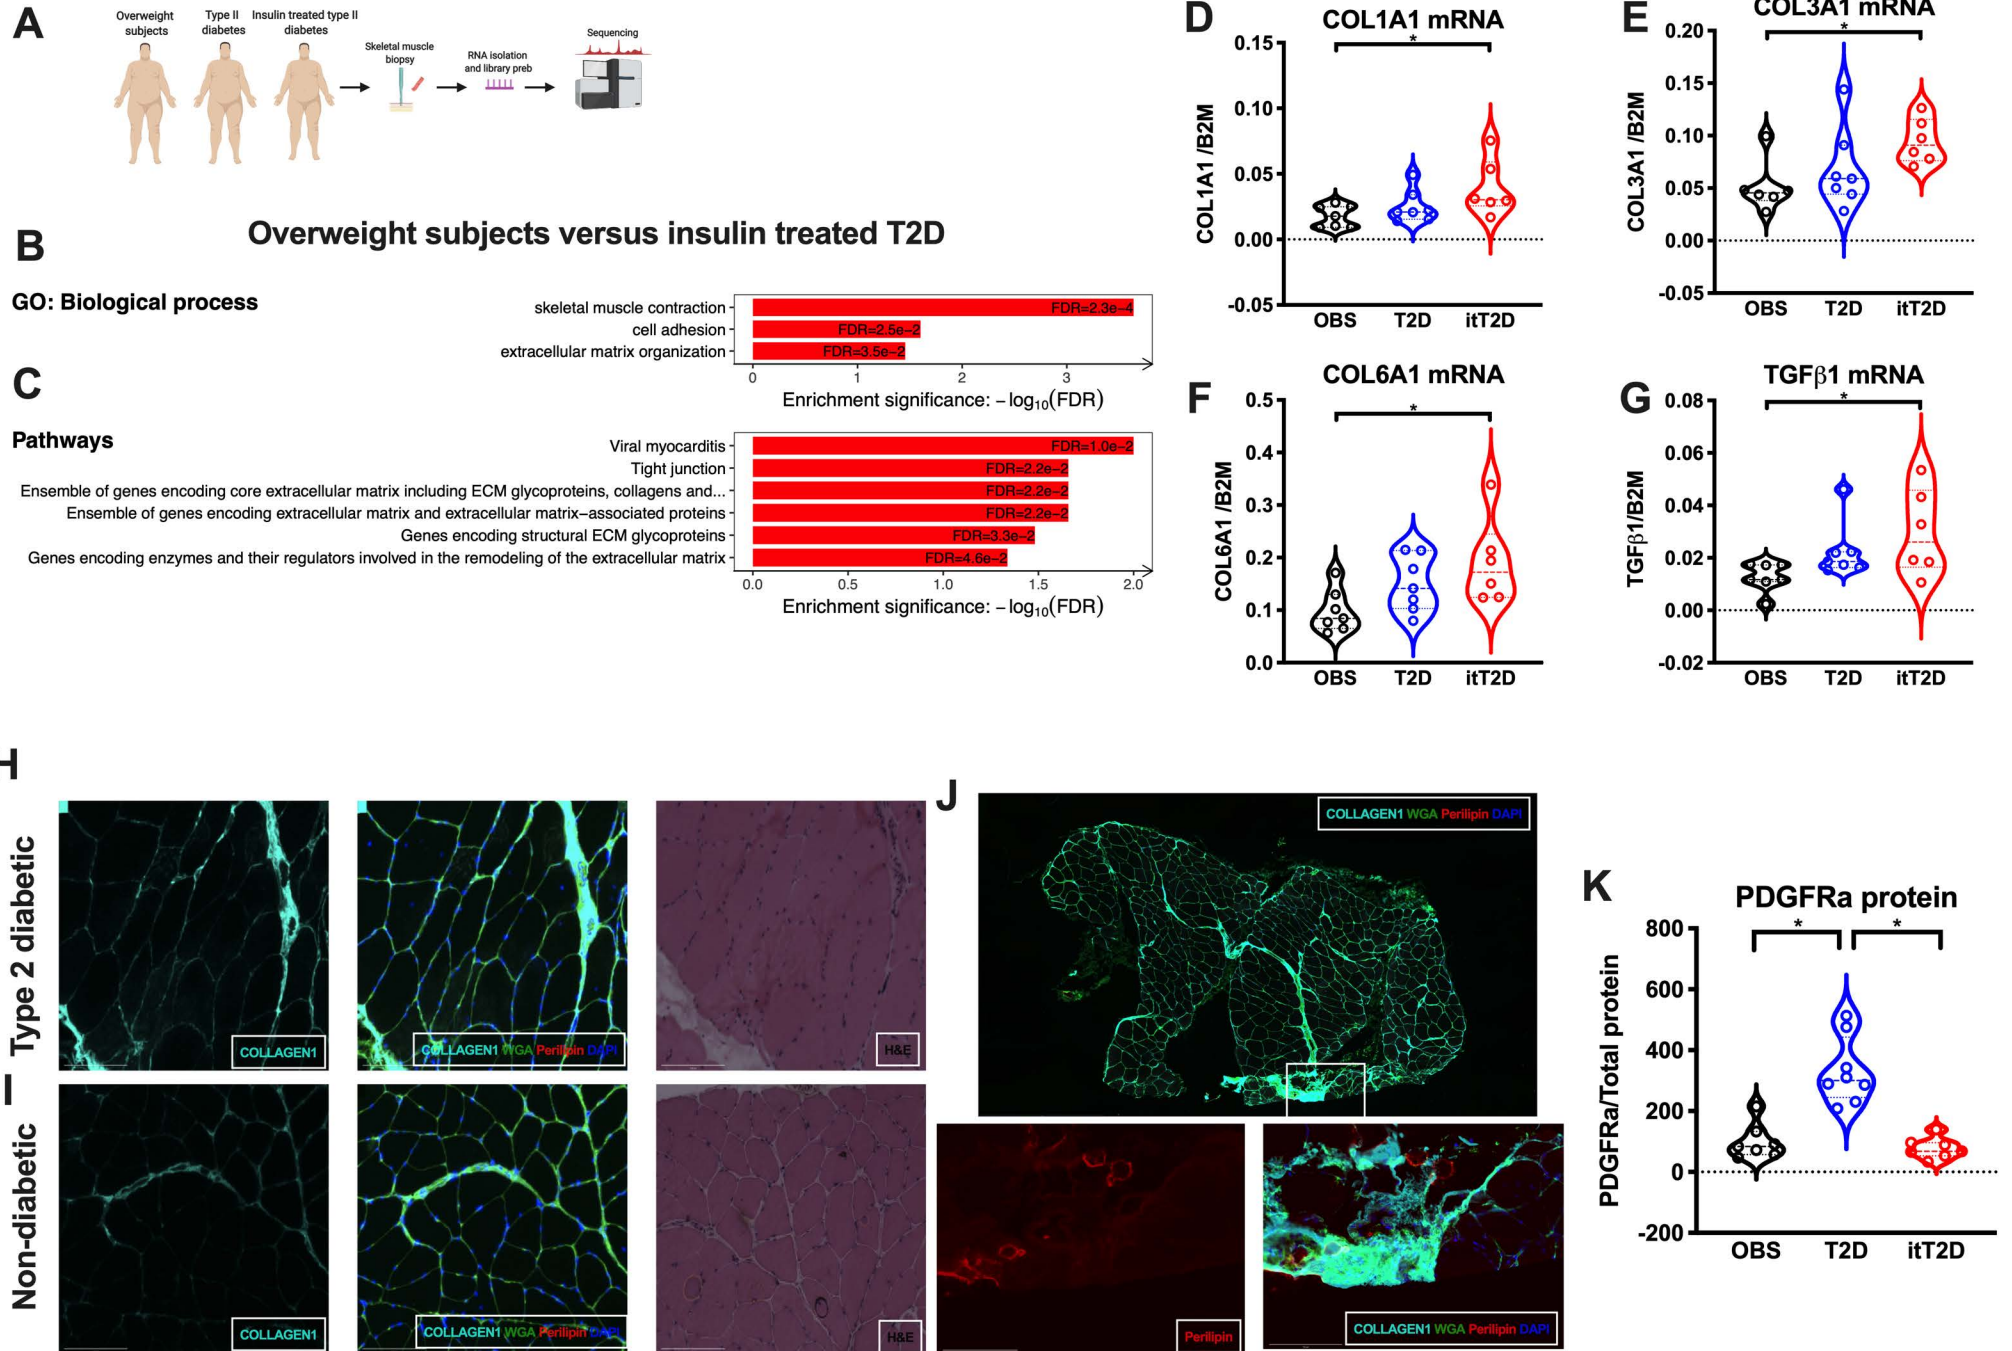 A
Overweight subjects
Type II diabetes
Insulin treated type II diabetes
Skeletal muscle biopsy
RNA isolation and library preb
Sequencing
Overweight subjects versus insulin treated T2D
B
GO: Biological process
skeletal muscle contraction
FDR=2.3e−4
cell adhesion
FDR=2.5e−2
extracellular matrix organization
FDR=3.5e−2
0 1 2 3
Enrichment significance: −log10(FDR)
C
Pathways
Viral myocarditis
FDR=1.0e−2
Tight junction
FDR=2.2e−2
Ensemble of genes encoding core extracellular matrix including ECM glycoproteins, collagens and...
FDR=2.2e−2
Ensemble of genes encoding extracellular matrix and extracellular matrix−associated proteins
FDR=2.2e−2
Genes encoding structural ECM glycoproteins
FDR=3.3e−2
Genes encoding enzymes and their regulators involved in the remodeling of the extracellular matrix
FDR=4.6e−2
0.0 0.5 1.0 1.5 2.0
Enrichment significance: −log10(FDR)
D
COL1A1 mRNA
*
COL1A1 /B2M
0.15
0.10
0.05
0.00
-0.05
OBS T2D itT2D
E
COL3A1 mRNA
*
COL3A1 /B2M
0.20
0.15
0.10
0.05
0.00
-0.05
OBS T2D itT2D
F
COL6A1 mRNA
*
COL6A1 /B2M
0.5
0.4
0.3
0.2
0.1
0.0
OBS T2D itT2D
G
TGFβ1 mRNA
*
TGFβ1/B2M
0.08
0.06
0.04
0.02
0.00
-0.02
OBS T2D itT2D
H
Type 2 diabetic
COLLAGEN1
COLLAGEN1 WGA Perilipin DAPI
H&E
I
Non-diabetic
COLLAGEN1
COLLAGEN1 WGA Perilipin DAPI
H&E
J
COLLAGEN1 WGA Perilipin DAPI
Perilipin
COLLAGEN1 WGA Perilipin DAPI
K
PDGFRa protein
* *
PDGFRa/Total protein
800
600
400
200
0
-200
OBS T2D itT2D